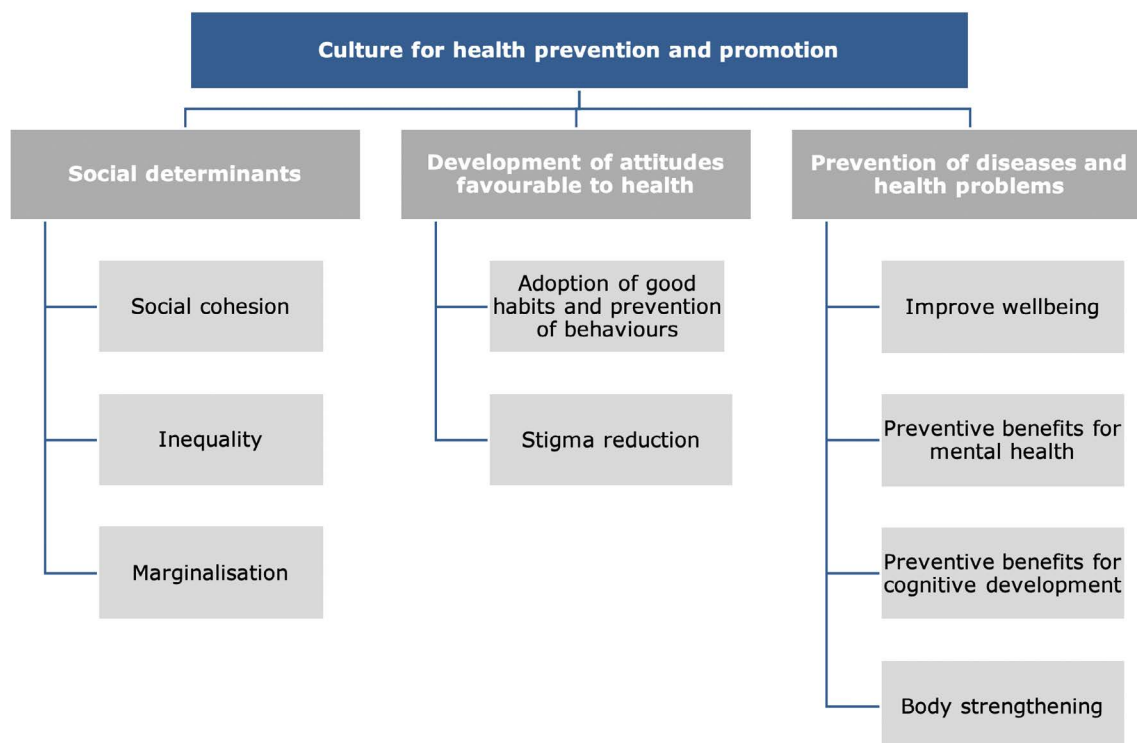 Culture for health prevention and promotion
Social determinants
Development of attitudes
favourable to health
Prevention of diseases and
health problems
Social cohesion
Inequality
Marginalisation
Adoption of good
habits and prevention
of behaviours
Stigma reduction
Improve wellbeing
Preventive benefits for
mental health
Preventive benefits for
cognitive development
Body strengthening